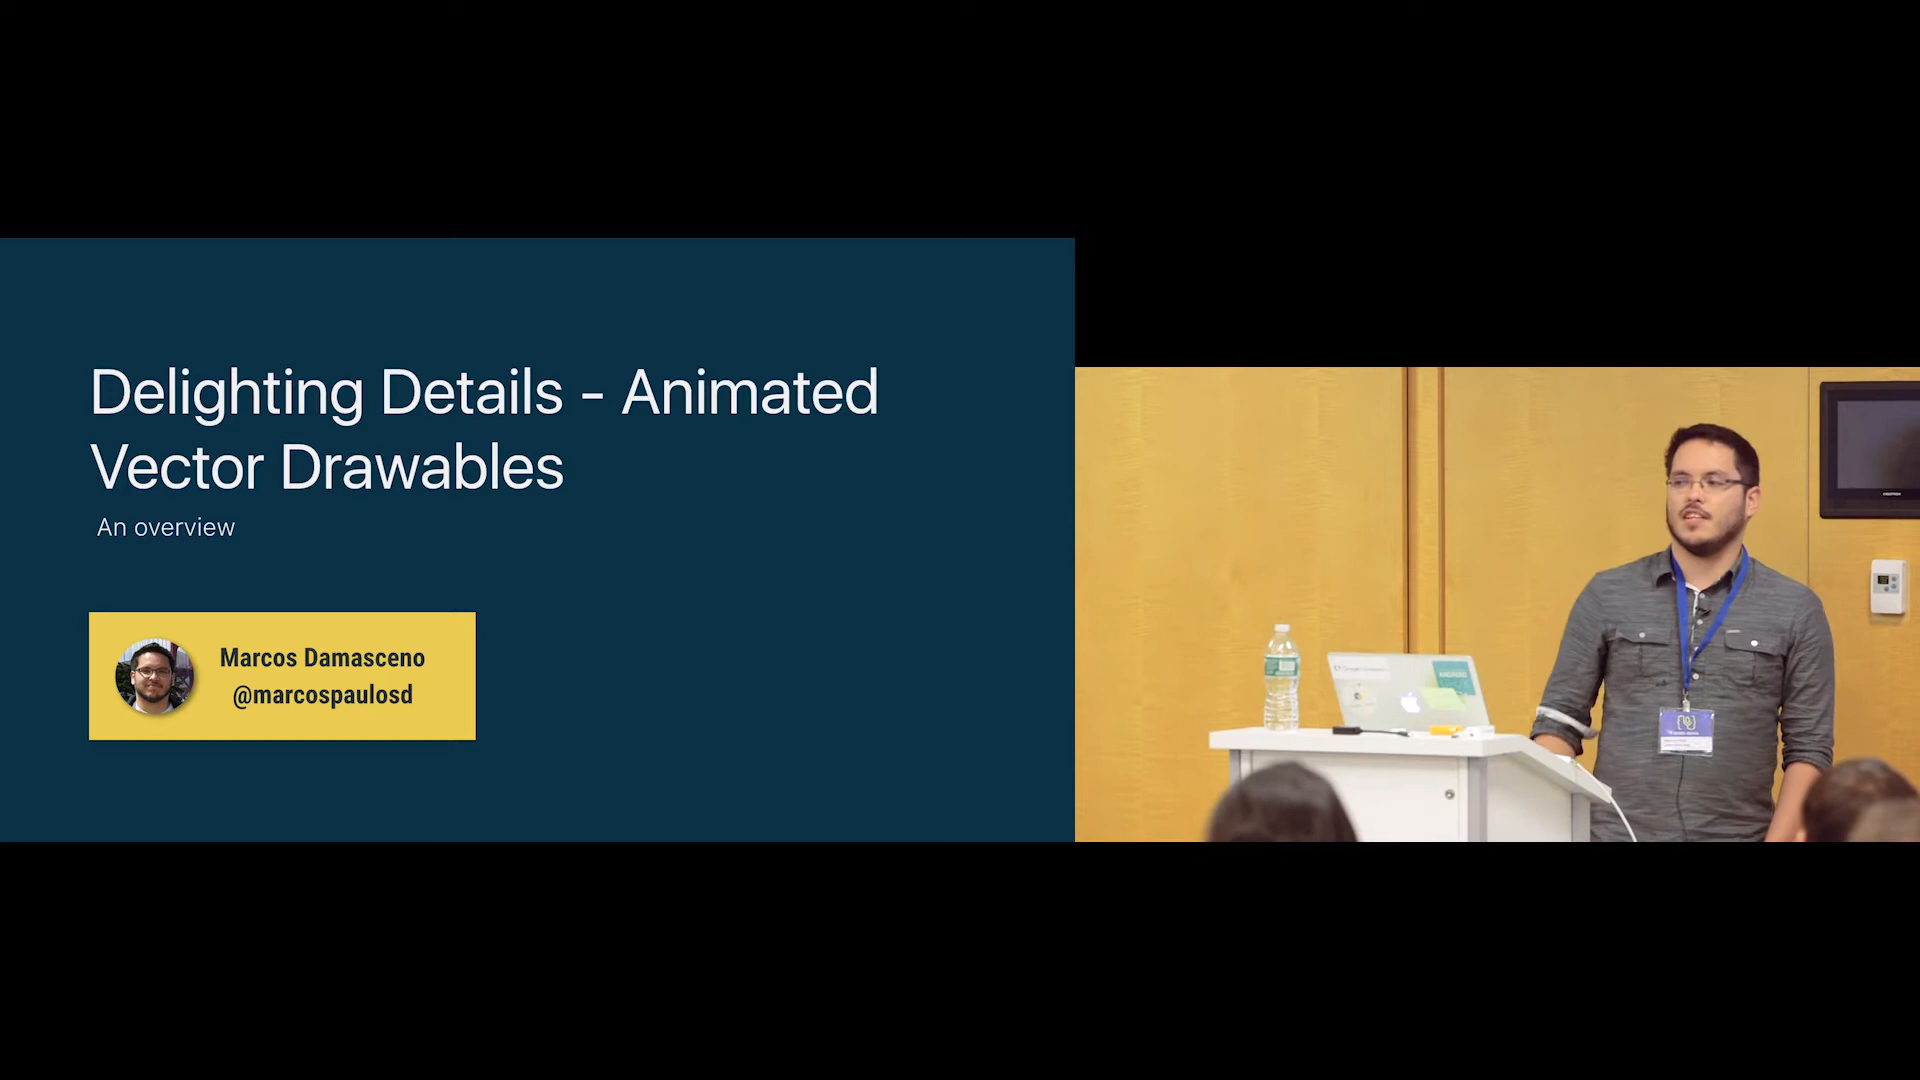 Delighting Details - Animated
Vector Drawables
An overview
Marcos Damasceno
@marcospaulosd